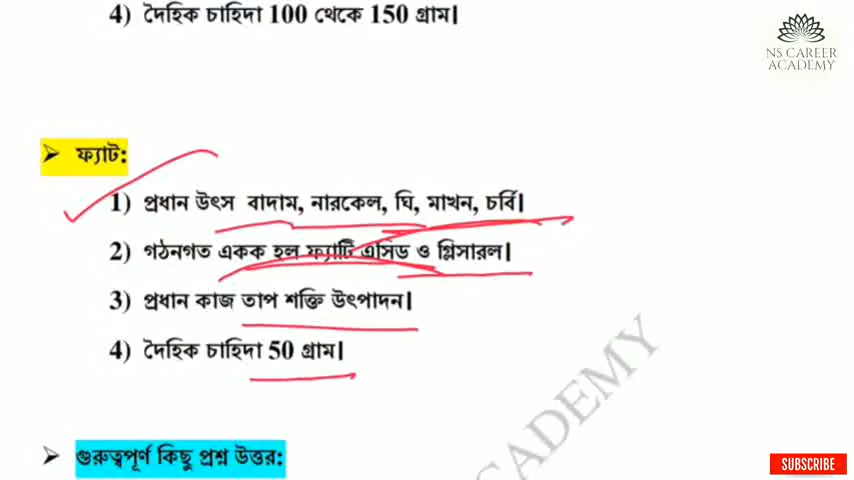 4) দৈহিক চাহিদা 100 থেকে 150 গ্রাম।
NS CAREER
ACADEMY
➤ ফ্যাট:
1) প্রধান উৎস বাদাম, নারকেল, ঘি, মাখন, চর্বি।
2) গঠনগত একক হল ফ্যাটি এসিড ও গ্লিসারল।
3) প্রধান কাজ তাপ শক্তি উৎপাদন।
4) দৈহিক চাহিদা 50 গ্রাম।
CADEMY
➤ গুরুত্বপূর্ণ কিছু প্রশ্ন উত্তর:
SUBSCRIBE